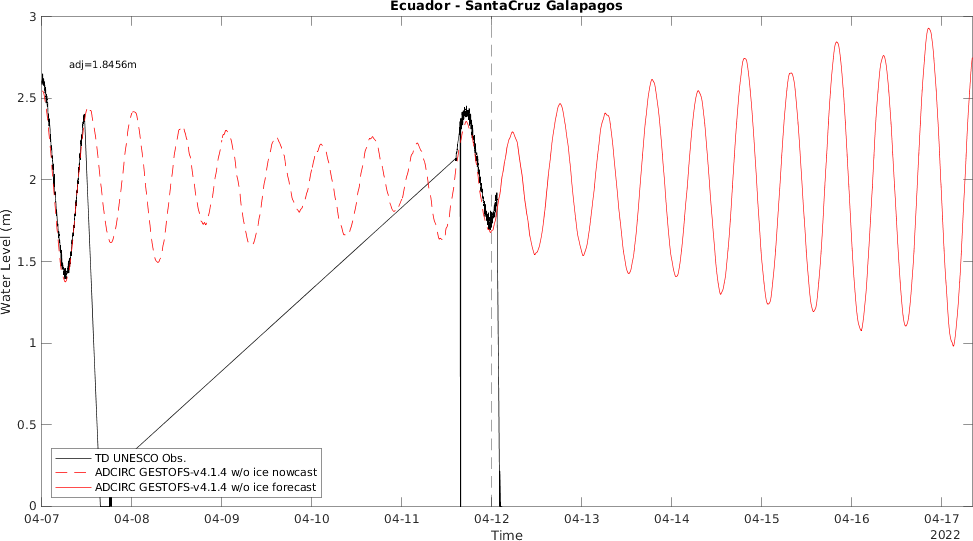 Ecuador - SantaCruz Galapagos
adj=1.8456m
3
2.5
2
1.5
1
0.5
0
Water Level (m)
TD UNESCO Obs.
ADCIRC GESTOFS-v4.1.4 w/o ice nowcast
ADCIRC GESTOFS-v4.1.4 w/o ice forecast
04-07 04-08 04-09 04-10 04-11 04-12 04-13 04-14 04-15 04-16 04-17
Time
2022